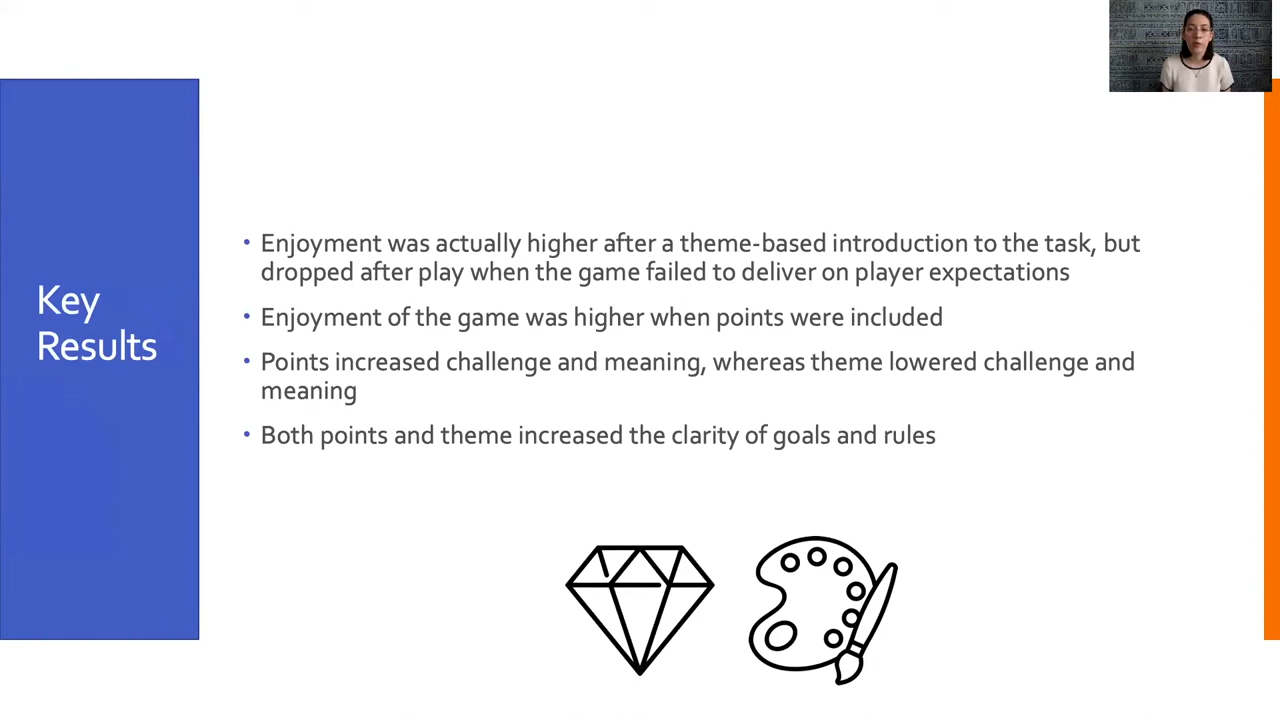 Key
Results
• Enjoyment was actually higher after a theme-based introduction to the task, but
dropped after play when the game failed to deliver on player expectations
• Enjoyment of the game was higher when points were included
• Points increased challenge and meaning, whereas theme lowered challenge and
meaning
• Both points and theme increased the clarity of goals and rules